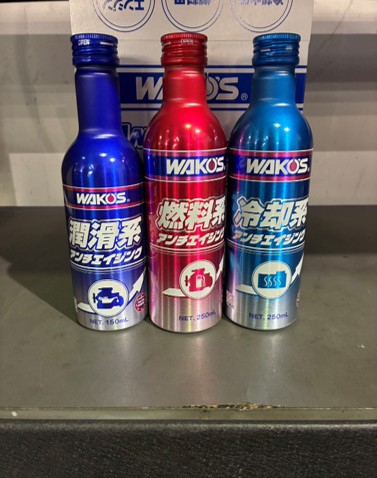 WAKO'S
OPEN
WAKO'S
潤滑系
アンチエイジング
NET. 150mL
WAKO'S
燃料系
アンチエイジング
NET. 250mL
WAKO'S
冷却系
アンチエイジング
NET. 250mL